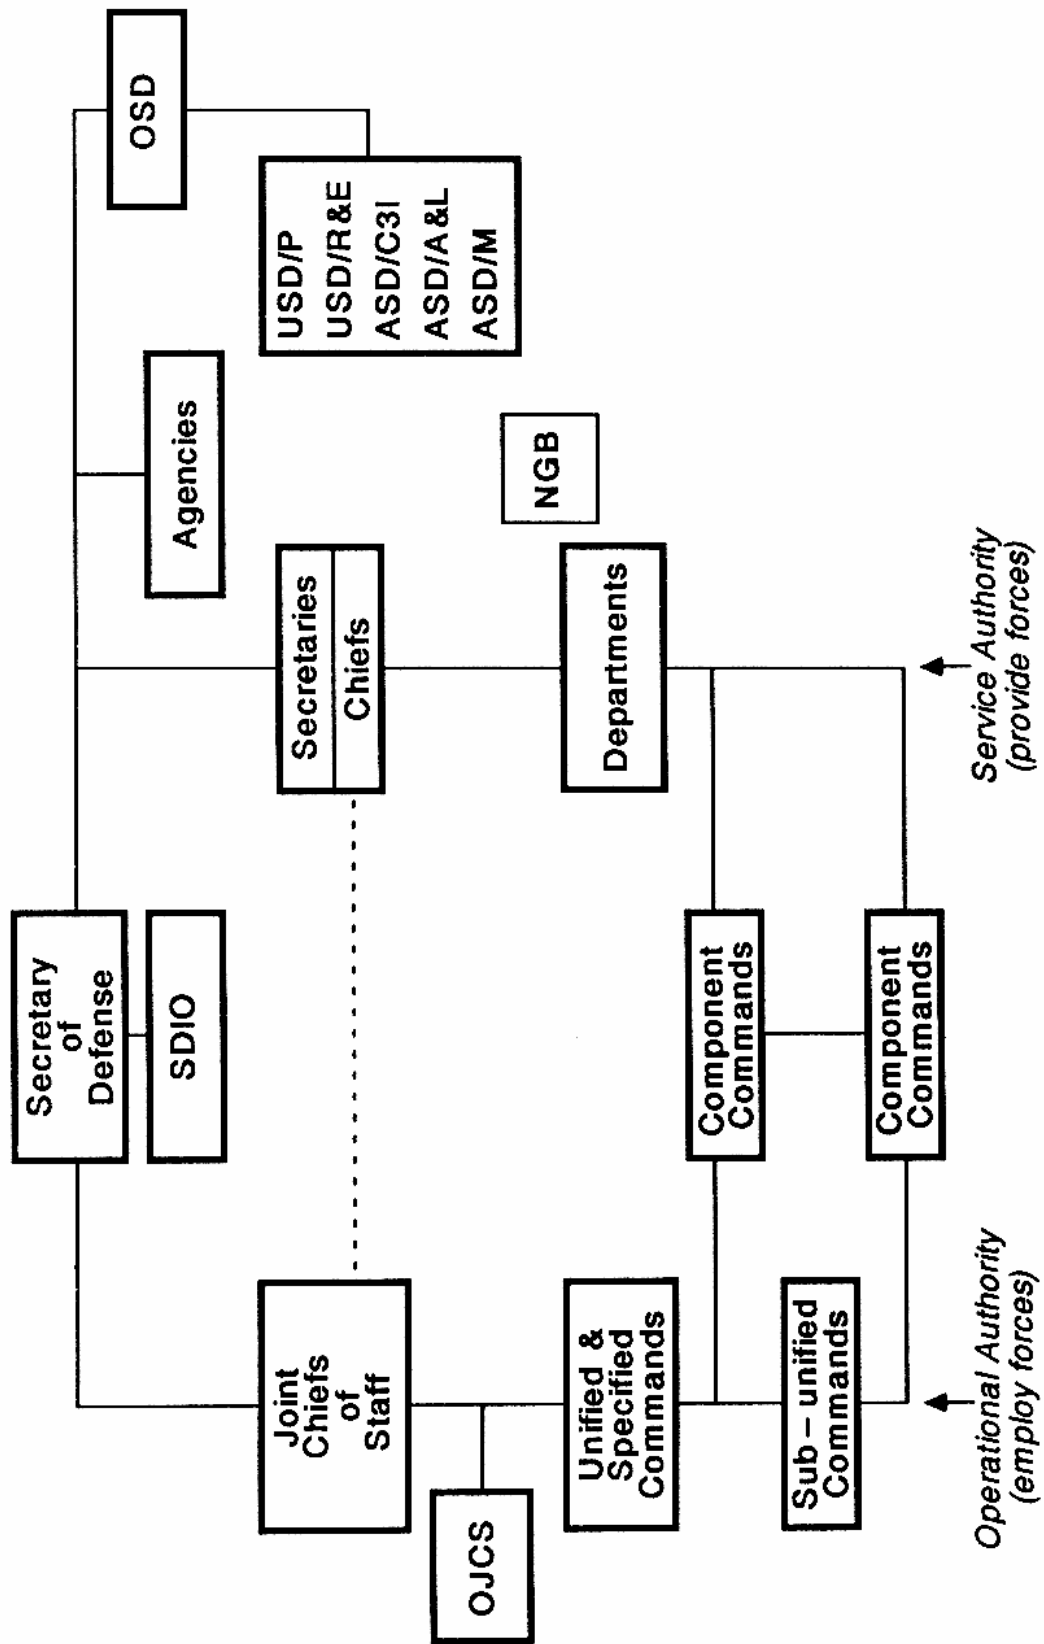 Secretary
of
Defense
SDIO
Agencies
OSD
USD/P
USD/R&E
ASD/C3I
ASD/A&L
ASD/M
Joint
Chiefs
of
Staff
Secretaries
Chiefs
OJCS
NGB
Unified &
Specified
Commands
Departments
Component
Commands
Sub-unified
Commands
Component
Commands
Operational Authority
(employ forces)
Service Authority
(provide forces)